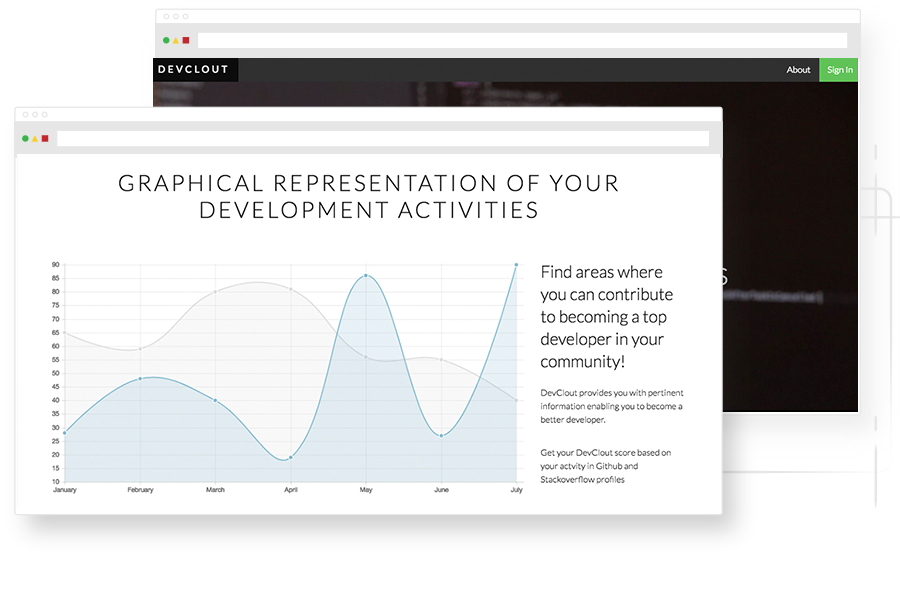 DEVCLOUT
About
Sign In
GRAPHICAL REPRESENTATION OF YOUR
DEVELOPMENT ACTIVITIES
90
85
80
75
70
65
60
55
50
45
40
35
30
25
20
15
10
January
February
March
April
May
June
July
Find areas where
you can contribute
to becoming a top
developer in your
community!
DevClout provides you with pertinent
information enabling you to become a
better developer.
Get your DevClout score based on
your actvity in Github and
Stackoverflow profiles
S